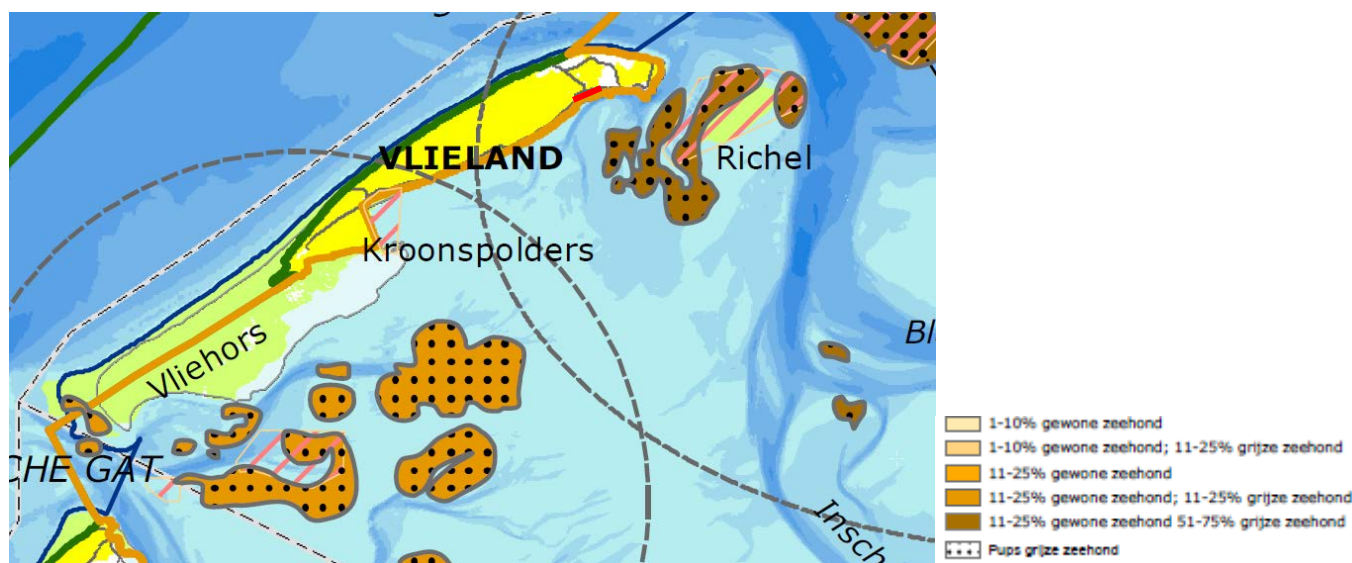 VLIELAND
Richel
Kroonspolders
Vliehors
Bl
CHE GAT
Insch
1-10% gewone zeehond
1-10% gewone zeehond; 11-25% grijze zeehond
11-25% gewone zeehond
11-25% gewone zeehond; 11-25% grijze zeehond
11-25% gewone zeehond 51-75% grijze zeehond
Pups grijze zeehond